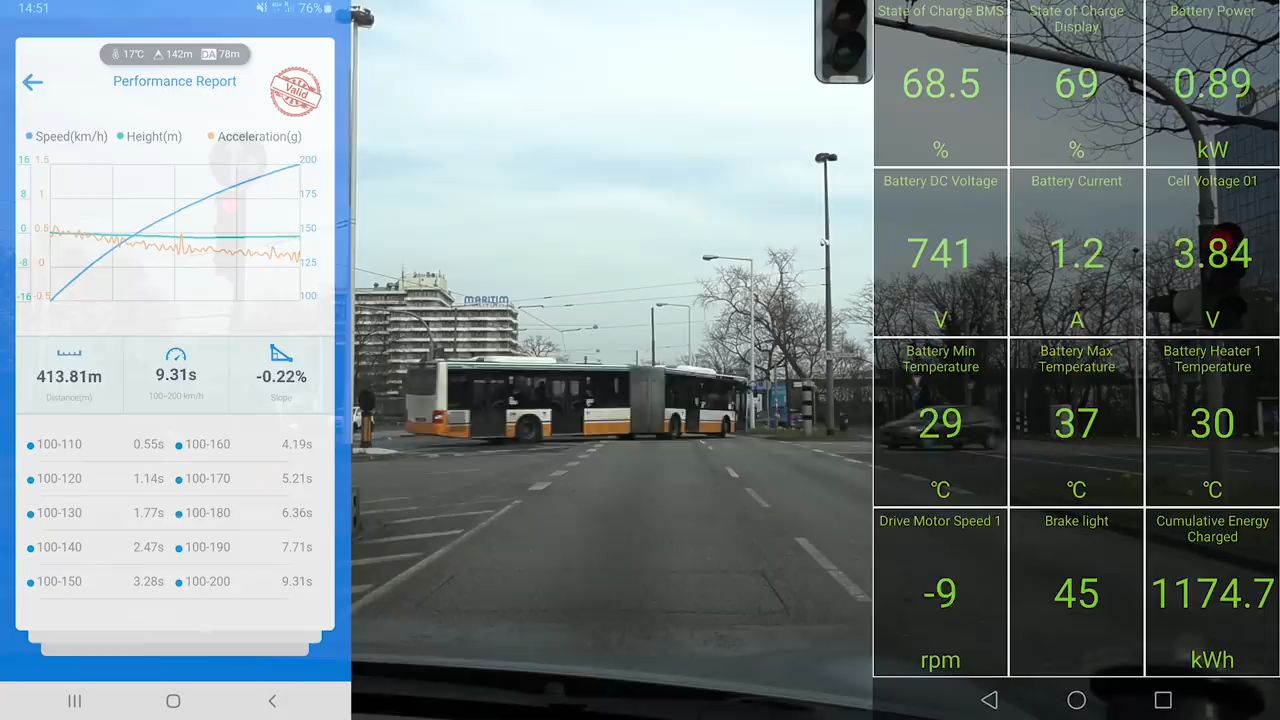 14:51
76%
17℃ 142m DA 78m
Performance Report
Valid
Speed(km/h) Height(m) Acceleration(g)
16 1.5 200
8 1 175
0 0.5 150
-8 0 125
-16 -0.5 100
413.81m 9.31s -0.22%
Distance(m) 100-200 km/h Slope
100-110 0.55s 100-160 4.19s
100-120 1.14s 100-170 5.21s
100-130 1.77s 100-180 6.36s
100-140 2.47s 100-190 7.71s
100-150 3.28s 100-200 9.31s
MARITIM
State of Charge BMS
68.5
%
State of Charge
Display
69
%
Battery Power
0.89
kW
Battery DC Voltage
741
V
Battery Current
1.2
A
Cell Voltage 01
3.84
V
Battery Min
Temperature
29
℃
Battery Max
Temperature
37
℃
Battery Heater 1
Temperature
30
℃
Drive Motor Speed 1
-9
rpm
Brake light
45
Cumulative Energy
Charged
1174.7
kWh